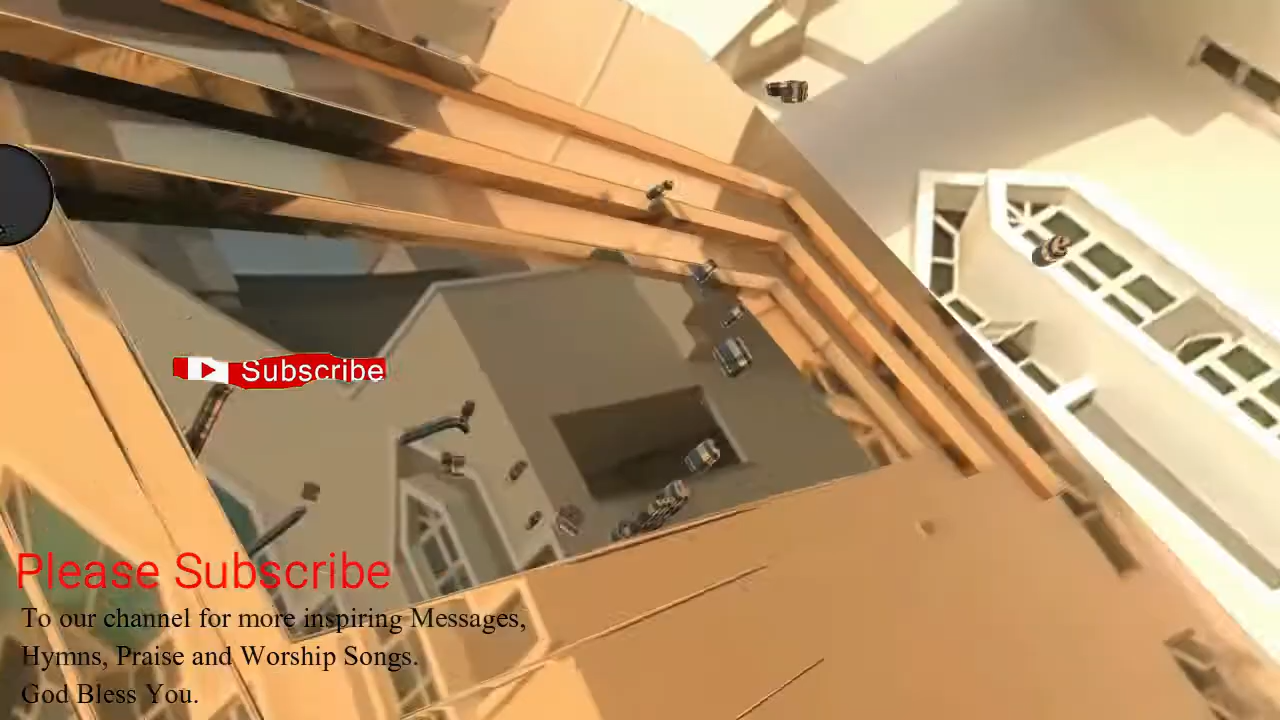 Subscribe
Please Subscribe
To our channel for more inspiring Messages,
Hymns, Praise and Worship Songs.
God Bless You.